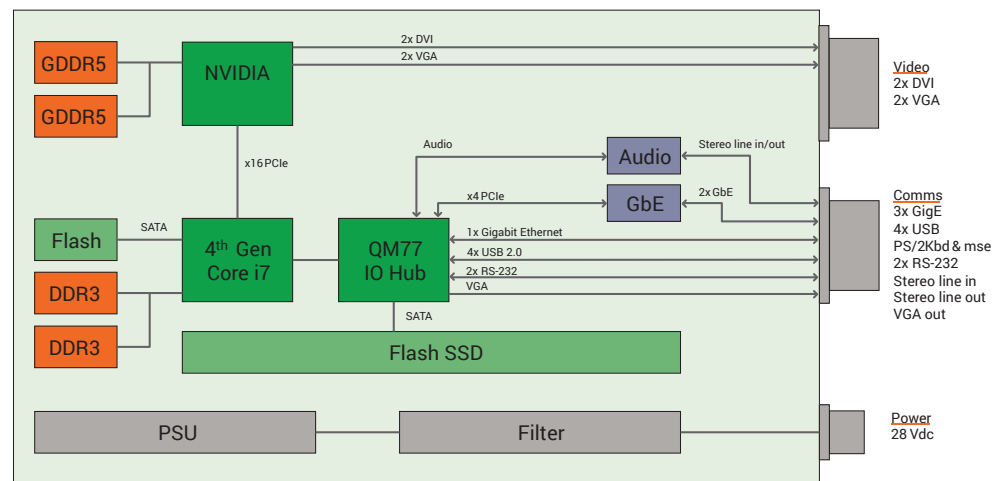 2x DVI
2x VGA
GDDR5
GDDR5
NVIDIA
Video
2x DVI
2x VGA
x16 PCIe
Audio
Audio
Stereo line in/out
x4 PCIe
GbE
2x GbE
Comms
3x GigE
4x USB
PS/2Kbd & mse
2x RS-232
Stereo line in
Stereo line out
VGA out
Flash
SATA
4th Gen
Core i7
QM77
IO Hub
1x Gigabit Ethernet
4x USB 2.0
2x RS-232
VGA
DDR3
DDR3
SATA
Flash SSD
PSU
Filter
Power
28 Vdc